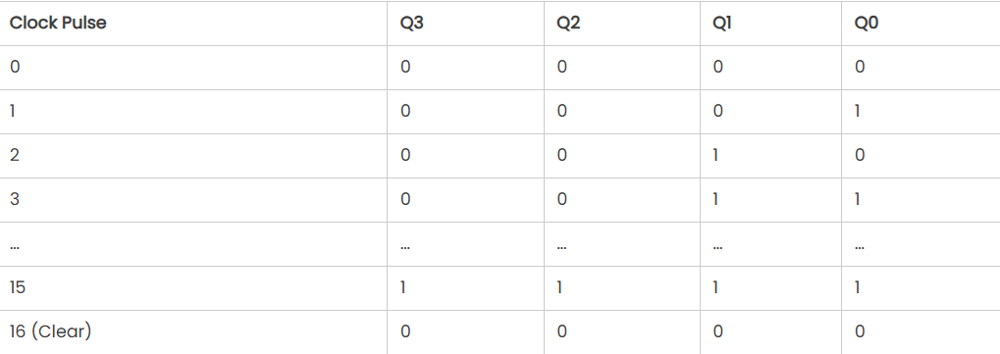 Clock Pulse Q3 Q2 Q1 Q0
0 0 0 0 0
1 0 0 0 1
2 0 0 1 0
3 0 0 1 1
... ... ... ... ...
15 1 1 1 1
16 (Clear) 0 0 0 0